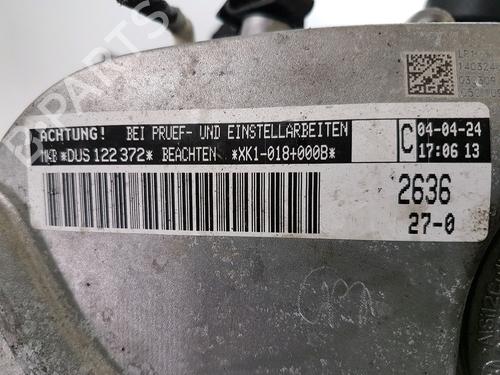 ACHTUNG! BEI PRUEF- UND EINSTELLARBEITEN
MKB *DUS 122 372* BEACHTEN *XK1-018+000B*
C 04-04-24
17:06 13
2636
27-0